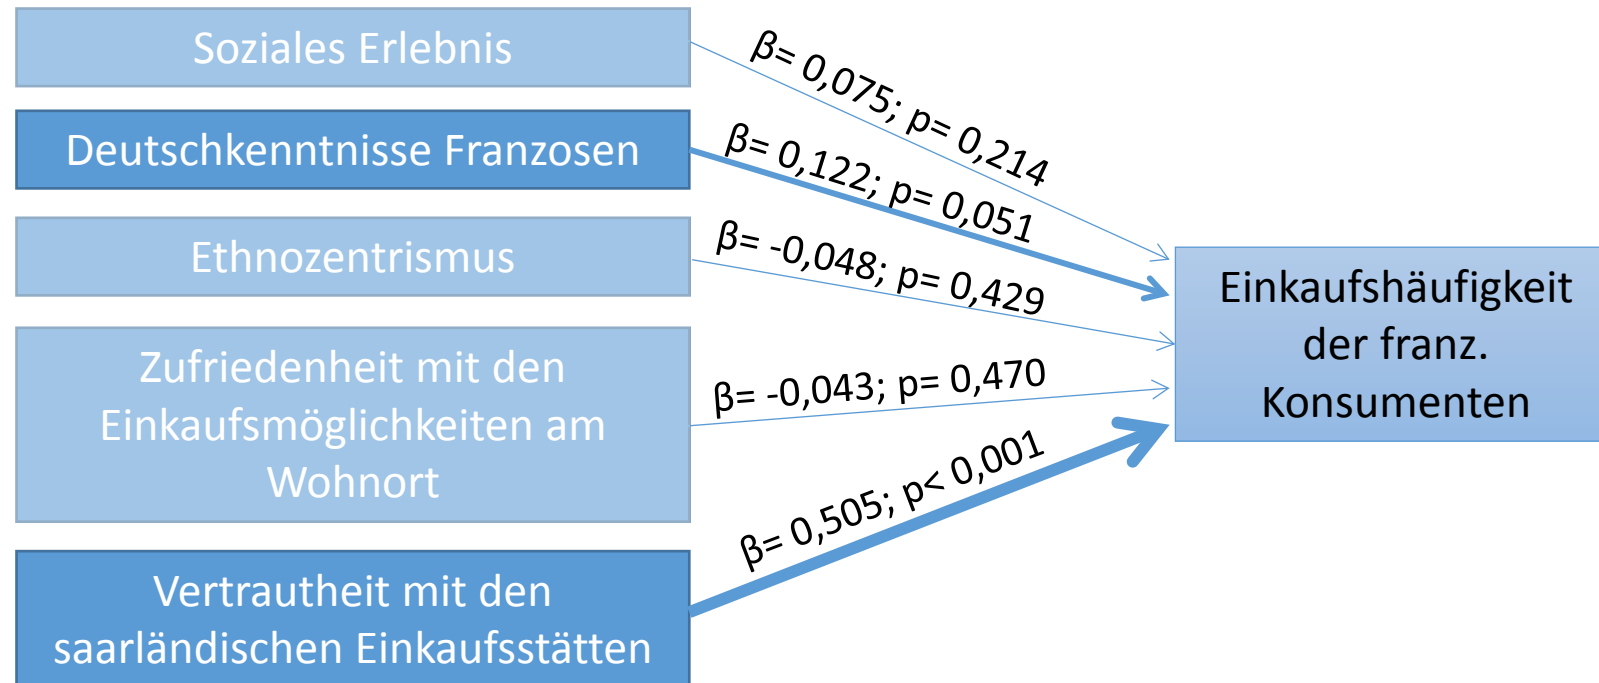 Soziales Erlebnis
β= 0,075; p= 0,214
Deutschkenntnisse Franzosen
β= 0,122; p= 0,051
Ethnozentrismus
β= -0,048; p= 0,429
Zufriedenheit mit den
Einkaufsmöglichkeiten am
Wohnort
β= -0,043; p= 0,470
Vertrautheit mit den
saarländischen Einkaufsstätten
β= 0,505; p< 0,001
Einkaufshäufigkeit
der franz.
Konsumenten